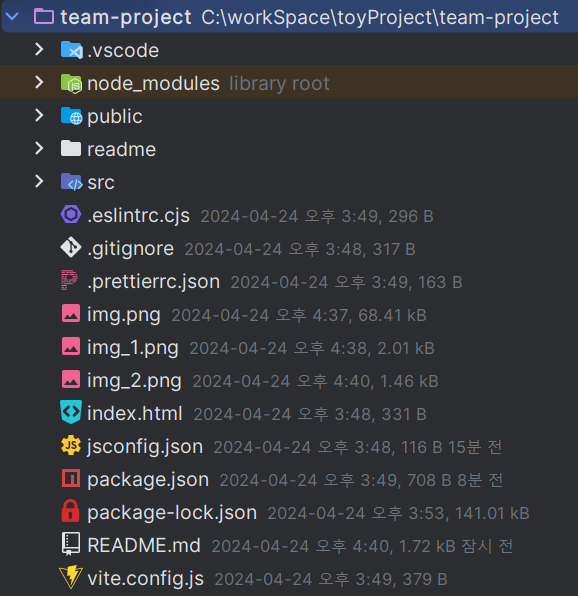 team-project C:\workSpace\toyProject\team-project
.vscode
node_modules library root
public
readme
src
.eslintrc.cjs 2024-04-24 오후 3:49, 296 B
.gitignore 2024-04-24 오후 3:48, 317 B
.prettierrc.json 2024-04-24 오후 3:49, 163 B
img.png 2024-04-24 오후 4:37, 68.41 kB
img_1.png 2024-04-24 오후 4:38, 2.01 kB
img_2.png 2024-04-24 오후 4:40, 1.46 kB
index.html 2024-04-24 오후 3:48, 331 B
jsconfig.json 2024-04-24 오후 3:48, 116 B 15분 전
package.json 2024-04-24 오후 3:49, 708 B 8분 전
package-lock.json 2024-04-24 오후 3:53, 141.01 kB
README.md 2024-04-24 오후 4:40, 1.72 kB 잠시 전
vite.config.js 2024-04-24 오후 3:49, 379 B